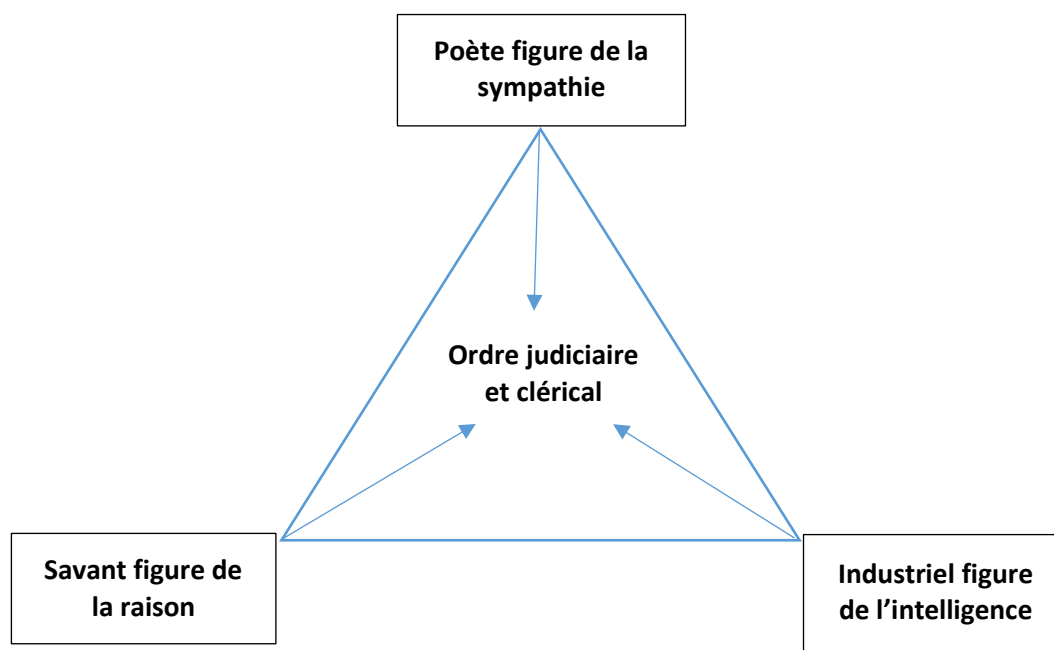 Poète figure de la
sympathie
Ordre judiciaire
et clérical
Savant figure de
la raison
Industriel figure
de l’intelligence